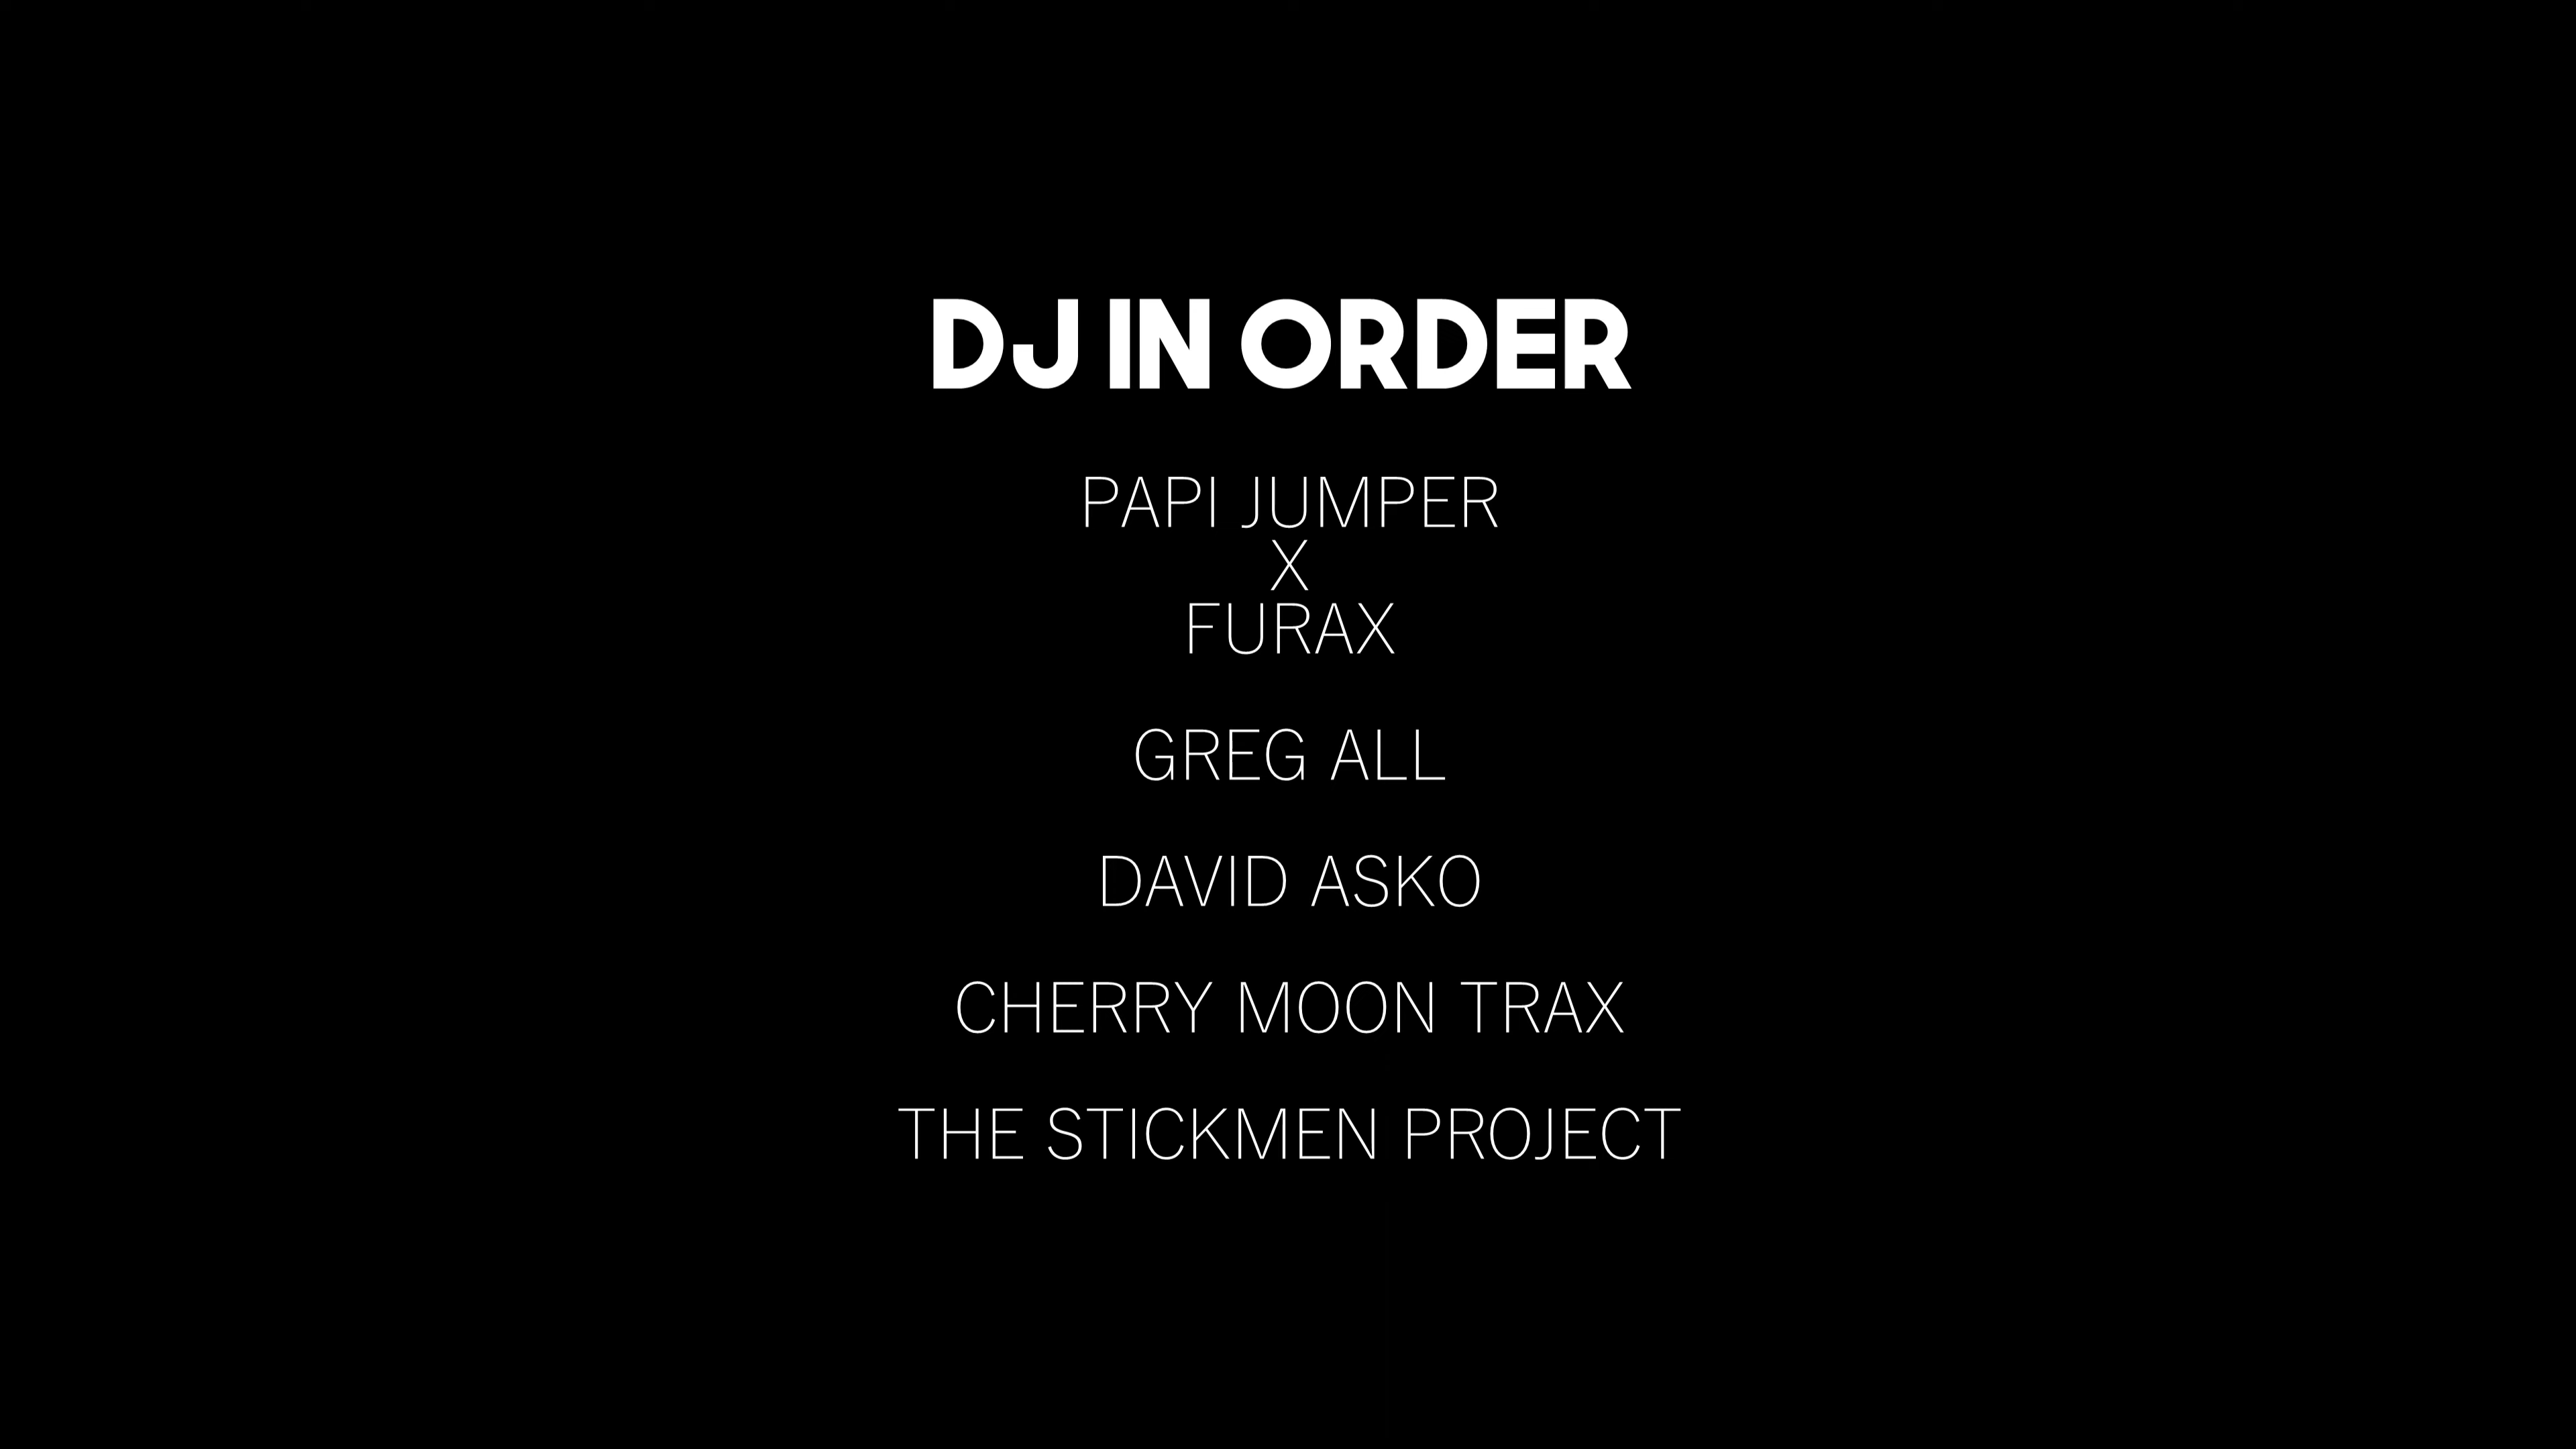 DJ IN ORDER
PAPI JUMPER
X
FURAX
GREG ALL
DAVID ASKO
CHERRY MOON TRAX
THE STICKMEN PROJECT